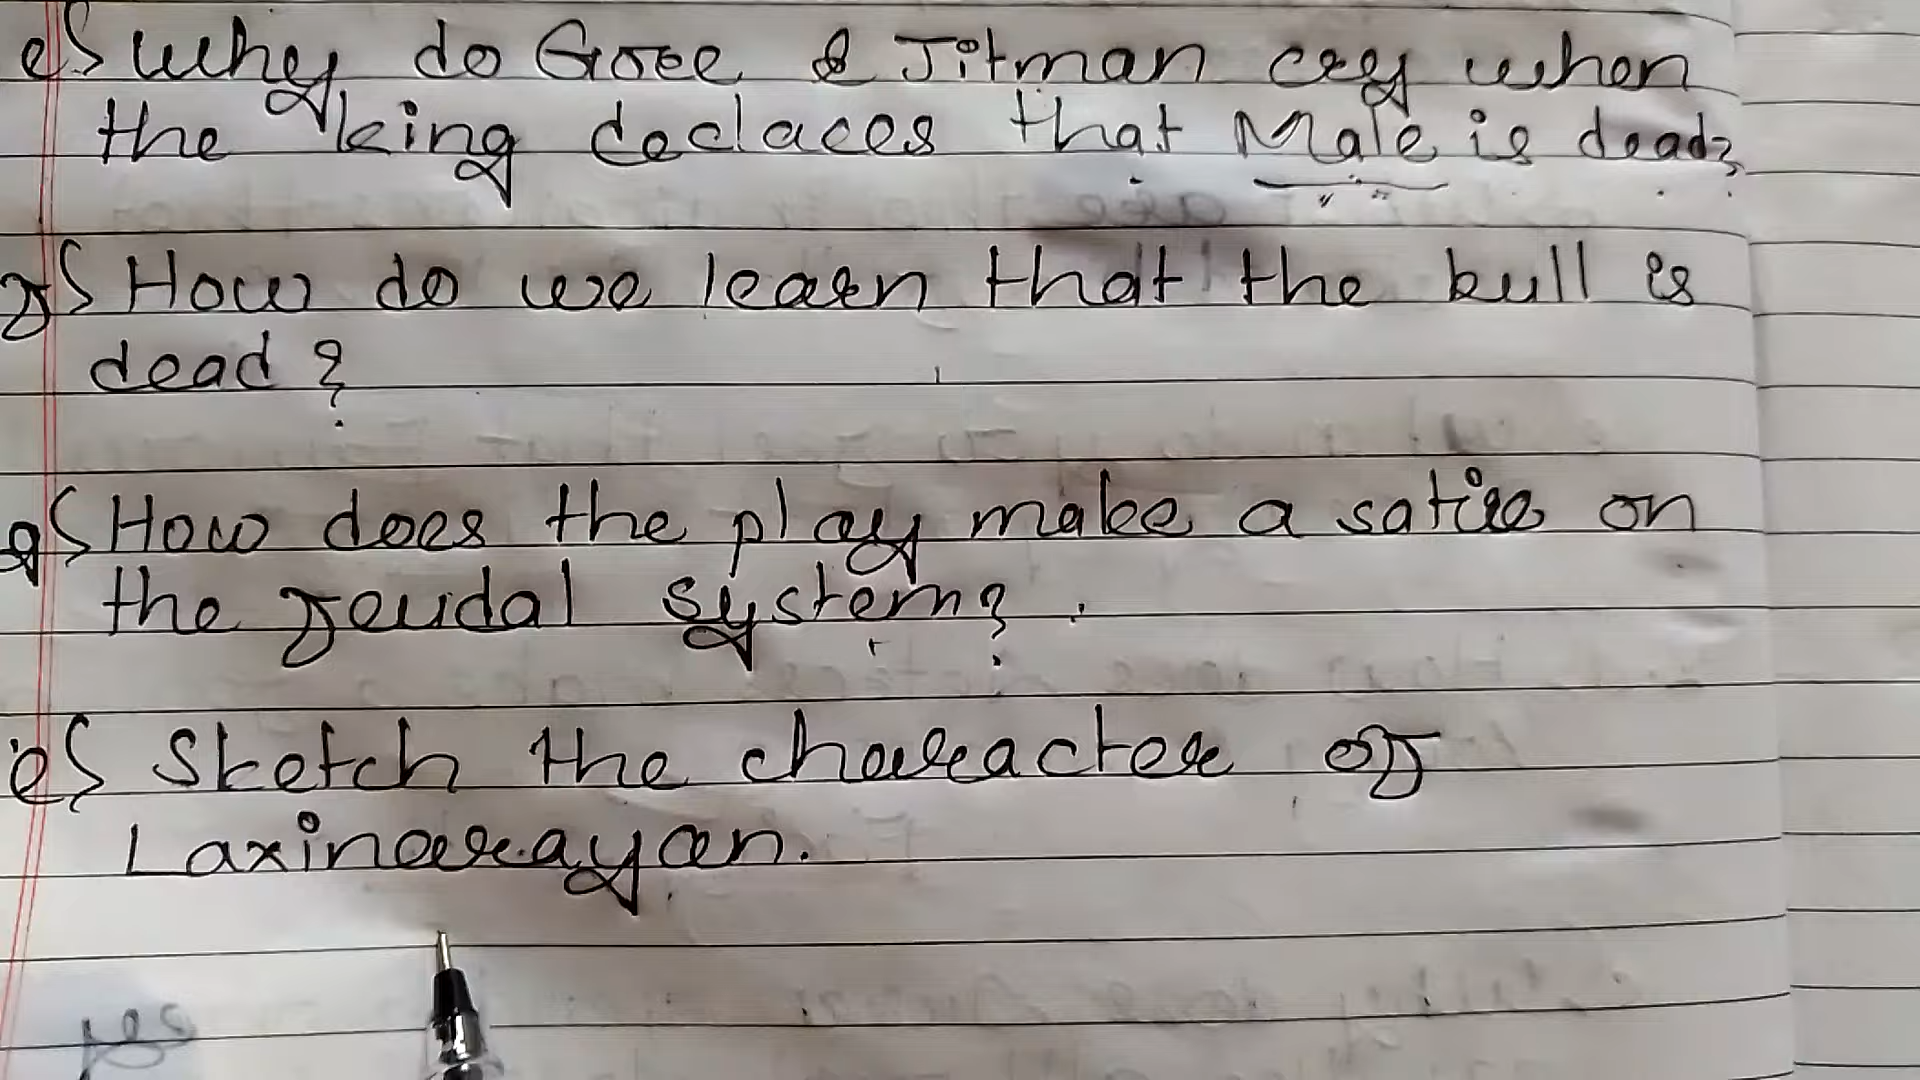 e) Why do Gore & Jitman cry when
the king declares that Male is dead?
f) How do we learn that the bull is
dead?
g) How does the play make a satire on
the feudal system?
e) Sketch the character of
Laxinarayan.